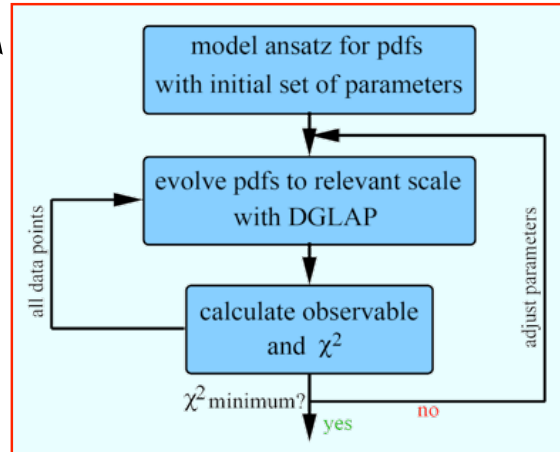 model ansatz for pdfs
with initial set of parameters
evolve pdfs to relevant scale
with DGLAP
all data points
adjust parameters
calculate observable
and χ²
χ² minimum?
no
yes